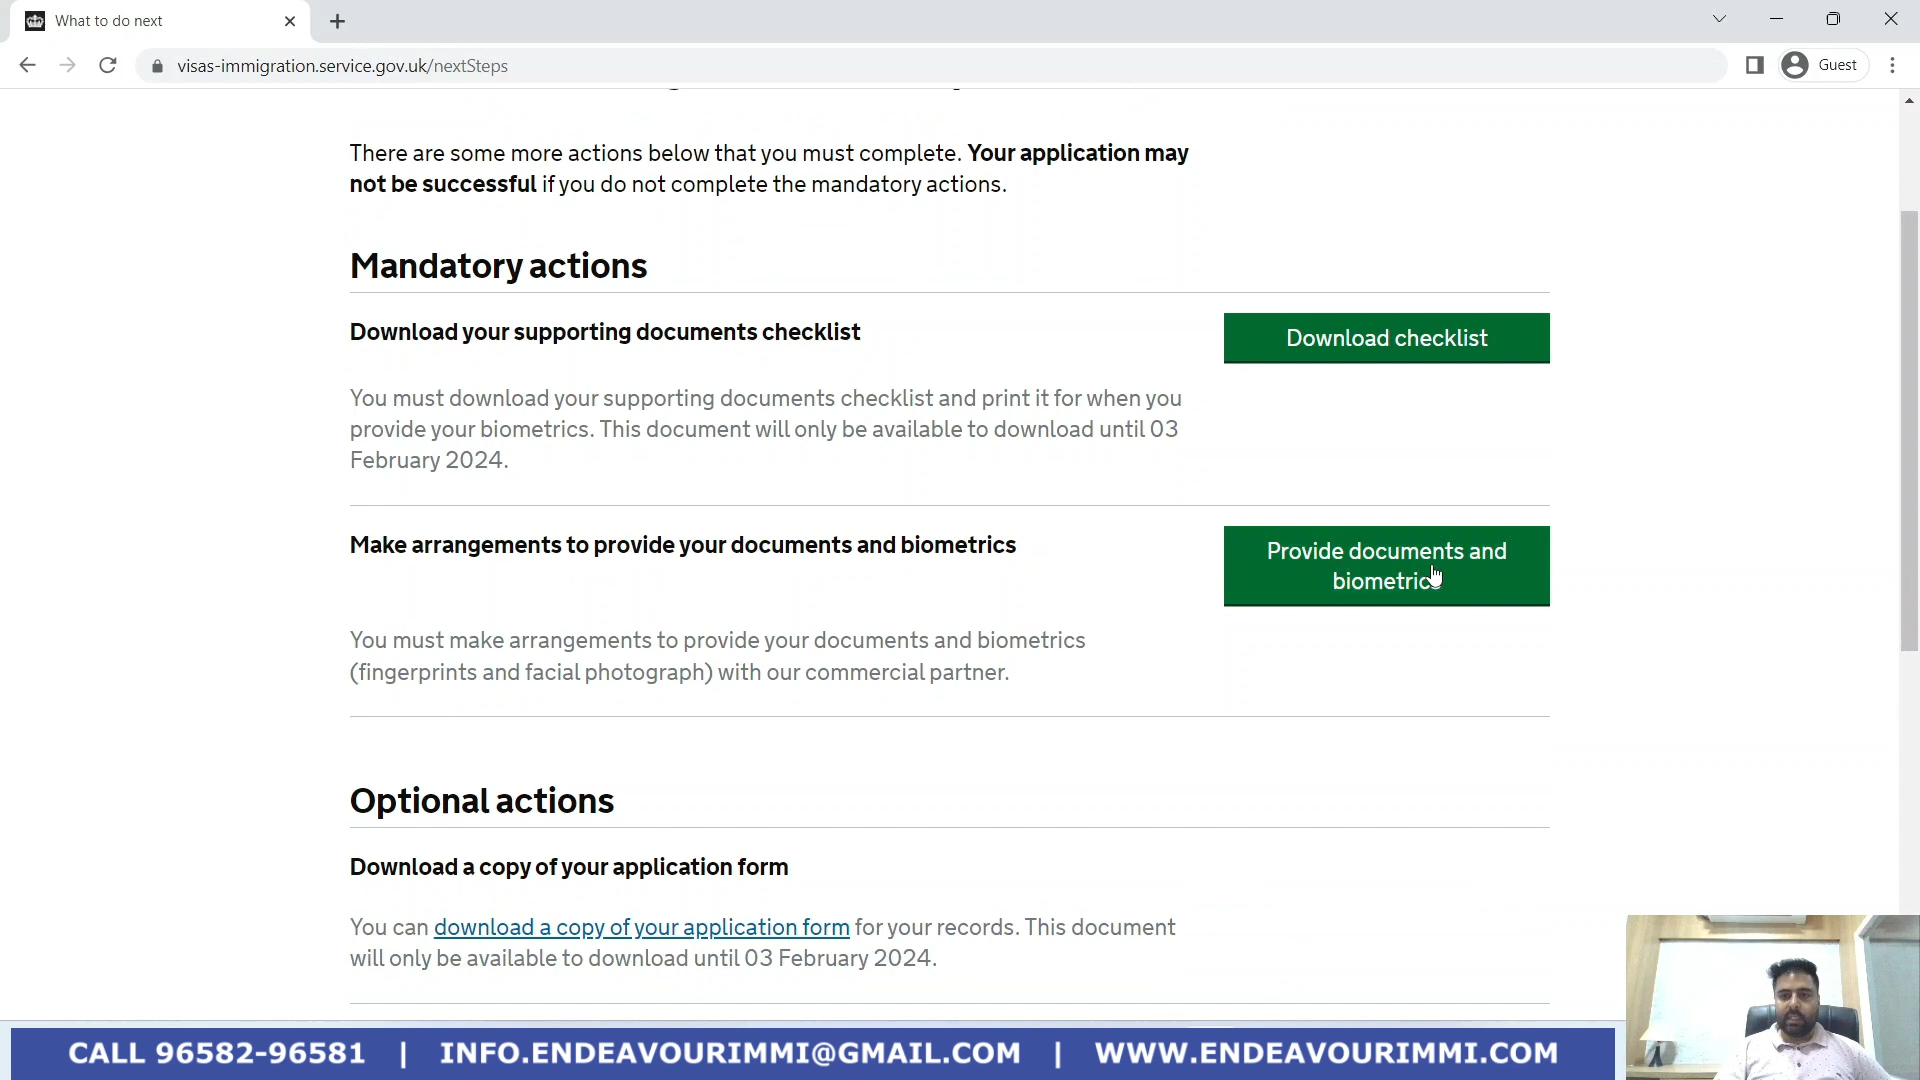 What to do next
visas-immigration.service.gov.uk/nextSteps
Guest
There are some more actions below that you must complete. Your application may
not be successful if you do not complete the mandatory actions.
Mandatory actions
Download your supporting documents checklist
Download checklist
You must download your supporting documents checklist and print it for when you
provide your biometrics. This document will only be available to download until 03
February 2024.
Make arrangements to provide your documents and biometrics
Provide documents and
biometrics
You must make arrangements to provide your documents and biometrics
(fingerprints and facial photograph) with our commercial partner.
Optional actions
Download a copy of your application form
You can download a copy of your application form for your records. This document
will only be available to download until 03 February 2024.
CALL 96582-96581 | INFO.ENDEAVOURIMMI@GMAIL.COM | WWW.ENDEAVOURIMMI.COM